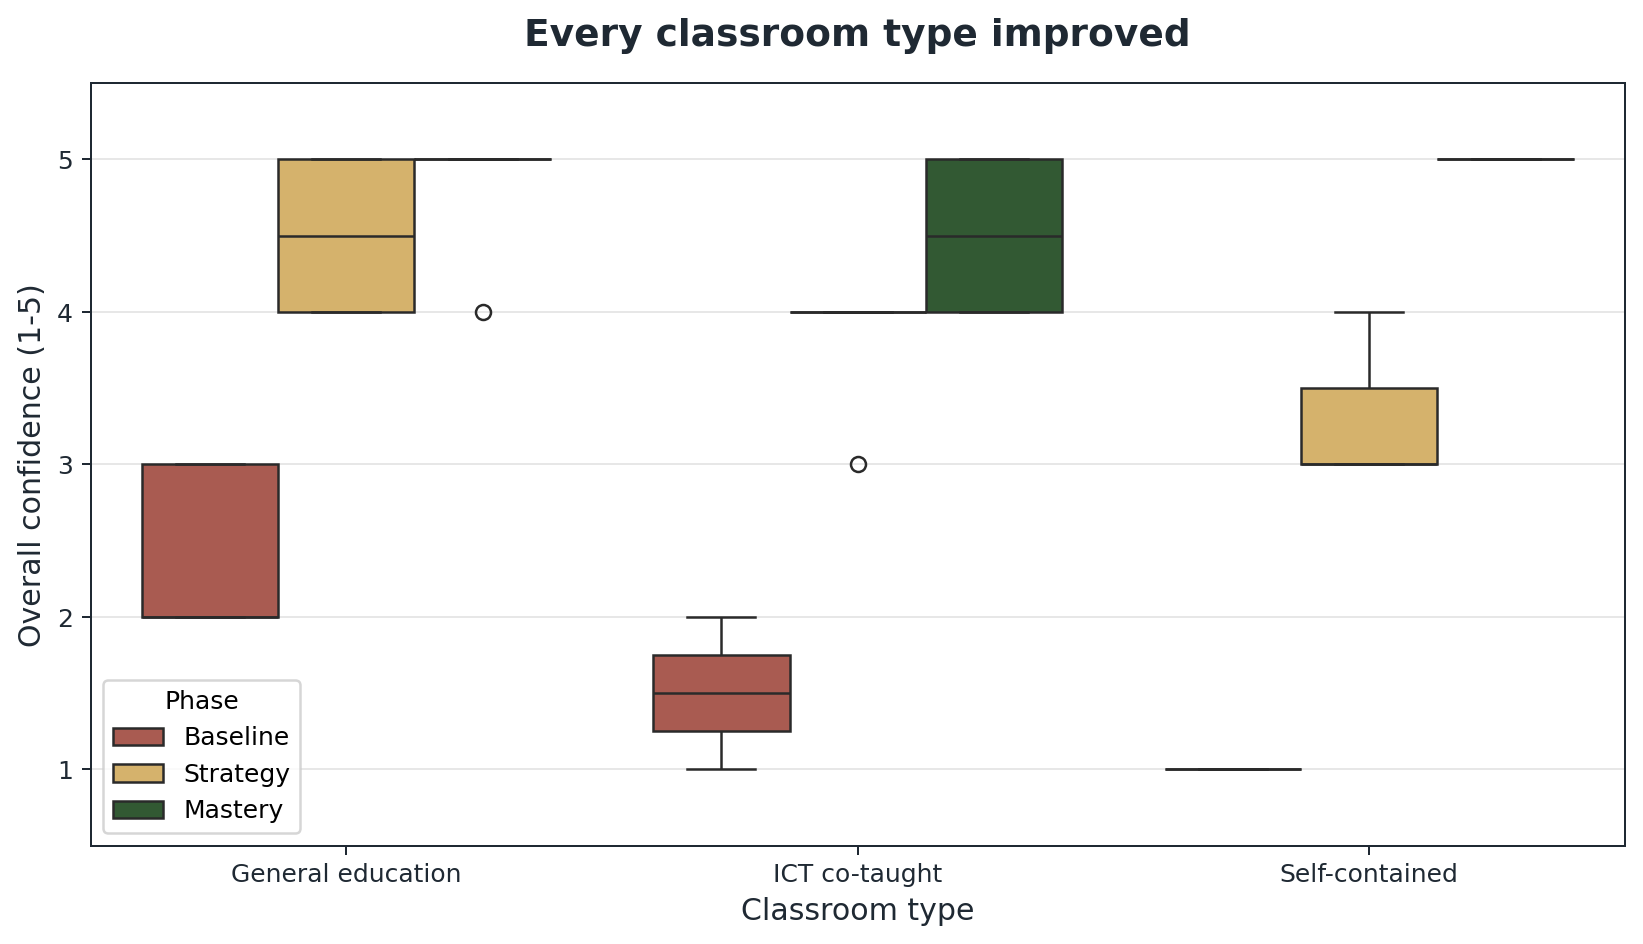 Every classroom type improved
Overall confidence (1-5)
5
4
3
2
1
Phase
Baseline
Strategy
Mastery
General education
ICT co-taught
Self-contained
Classroom type